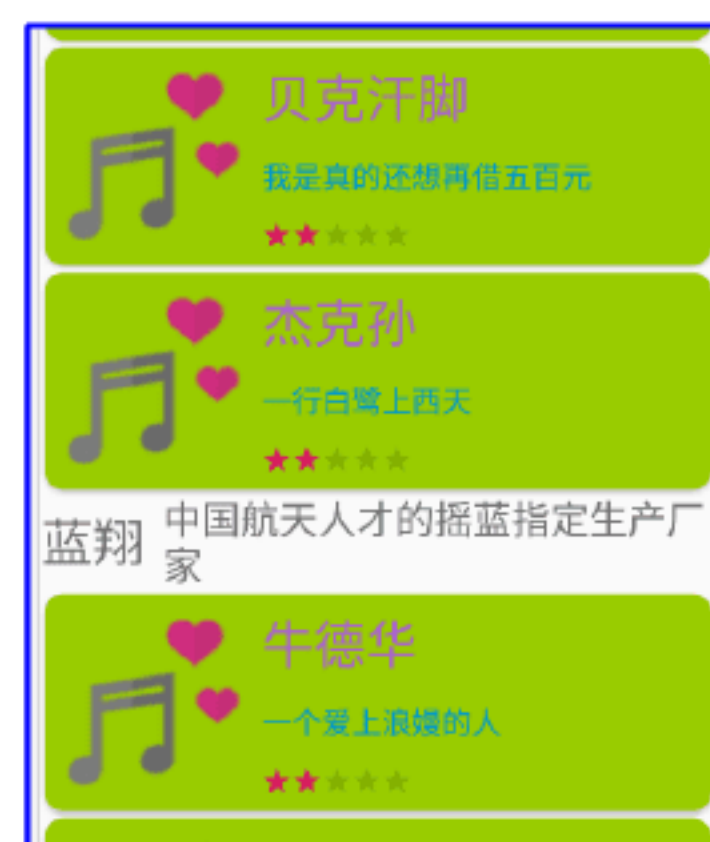 贝克汗脚
我是真的还想再借五百元
杰克孙
一行白鹭上西天
蓝翔
中国航天人才的摇蓝指定生产厂
家
牛德华
一个爱上浪嫚的人